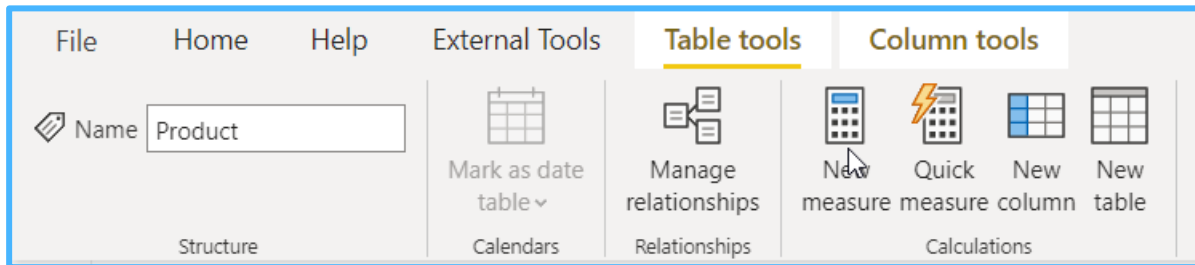 File Home Help External Tools Table tools Column tools
Name Product
Mark as date
table
Manage
relationships
New
measure
Quick
measure
New
column
New
table
Structure Calendars Relationships Calculations